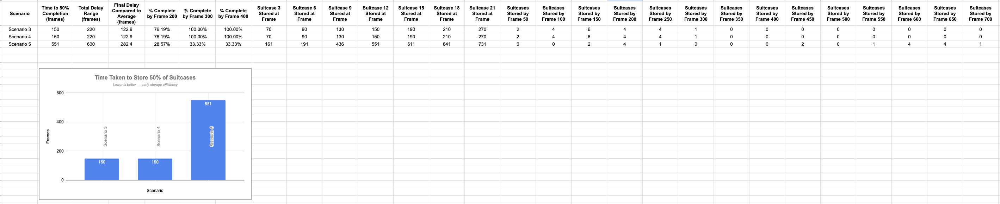 Scenario Time to 50% Completion (frames) Total Delay Range (frames) Final Delay Compared to Average (frames) % Complete by Frame 200 % Complete by Frame 300 % Complete by Frame 400 Suitcase 3 Stored at Frame Suitcase 6 Stored at Frame Suitcase 9 Stored at Frame Suitcase 12 Stored at Frame Suitcase 15 Stored at Frame Suitcase 18 Stored at Frame Suitcase 21 Stored at Frame Suitcases Stored by Frame 50 Suitcases Stored by Frame 100 Suitcases Stored by Frame 150 Suitcases Stored by Frame 200 Suitcases Stored by Frame 250 Suitcases Stored by Frame 300 Suitcases Stored by Frame 350 Suitcases Stored by Frame 400 Suitcases Stored by Frame 450 Suitcases Stored by Frame 500 Suitcases Stored by Frame 550 Suitcases Stored by Frame 600 Suitcases Stored by Frame 650 Suitcases Stored by Frame 700
Scenario 3 150 220 122.9 76.19% 100.00% 100.00% 70 90 130 150 190 210 270 2 4 6 4 4 1 0 0 0 0 0 0 0 0
Scenario 4 150 220 122.9 76.19% 100.00% 100.00% 70 90 130 150 190 210 270 2 4 6 4 4 1 0 0 0 0 0 0 0 0
Scenario 5 551 600 282.4 28.57% 33.33% 33.33% 161 191 436 551 611 641 731 0 0 2 4 1 0 0 0 2 0 1 4 4 1
Time Taken to Store 50% of Suitcases
Lower is better — early storage efficiency
Frames
600
400
200
0
150
150
551
Scenario 3
Scenario 4
Scenario 5
Scenario